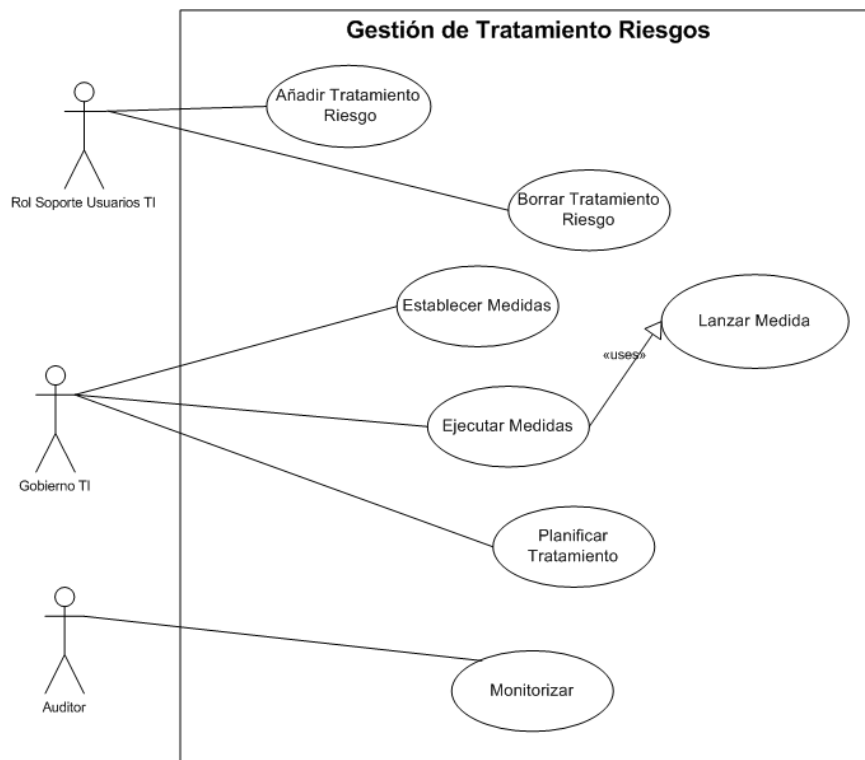 Gestión de Tratamiento Riesgos
Añadir Tratamiento
Riesgo
Rol Soporte Usuarios TI
Borrar Tratamiento
Riesgo
Establecer Medidas
Lanzar Medida
«uses»
Ejecutar Medidas
Gobierno TI
Planificar
Tratamiento
Monitorizar
Auditor